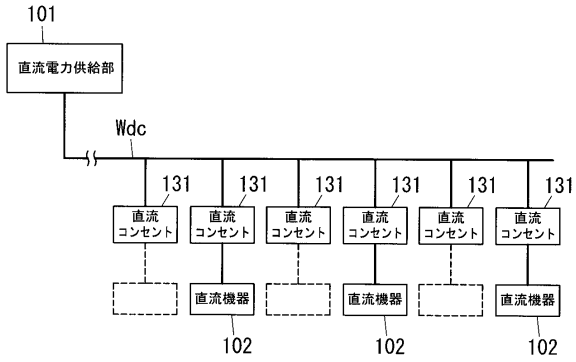 101
直流電力供給部
Wdc
131 131 131 131 131 131
直流 直流 直流 直流 直流 直流
コンセント コンセント コンセント コンセント コンセント コンセント
直流機器 直流機器 直流機器
102 102 102